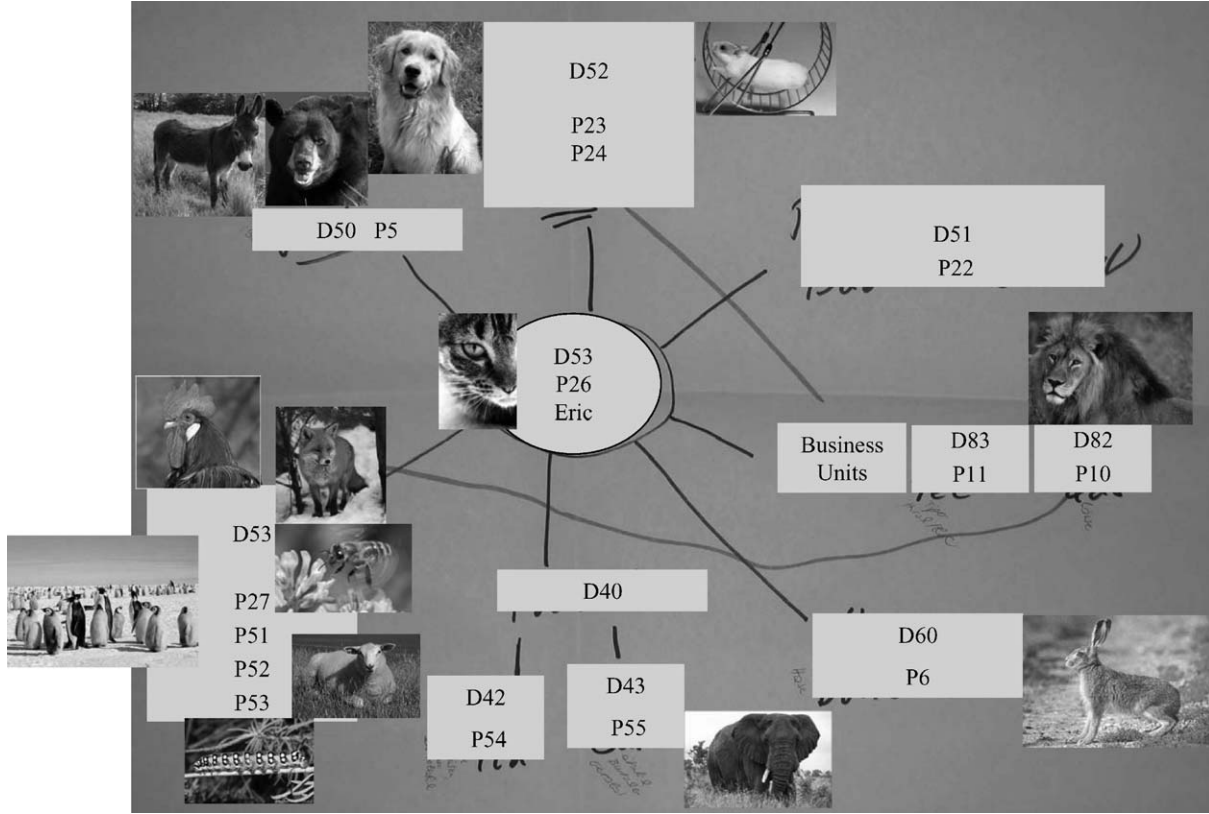 D52
P23
P24
D50 P5
D51
P22
D53
P26
Eric
Business
Units
D83
P11
D82
P10
D53
P27
P51
P52
P53
D40
D60
P6
D42
P54
D43
P55